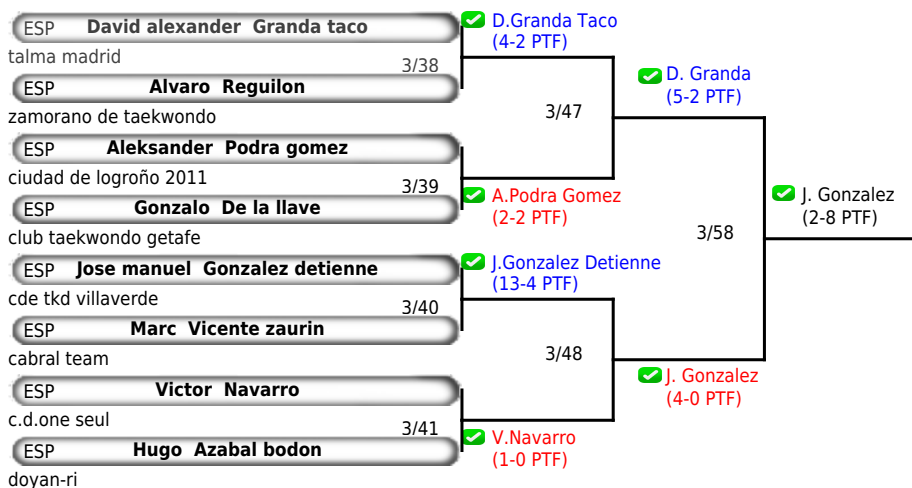 ESP David alexander Granda taco
talma madrid
3/38
ESP Alvaro Reguilon
zamorano de taekwondo
ESP Aleksander Podra gomez
ciudad de logroño 2011
3/39
ESP Gonzalo De la llave
club taekwondo getafe
ESP Jose manuel Gonzalez detienne
cde tkd villaverde
3/40
ESP Marc Vicente zaurin
cabral team
ESP Victor Navarro
c.d.one seul
3/41
ESP Hugo Azabal bodon
doyan-ri
D.Granda Taco
(4-2 PTF)
3/47
A.Podra Gomez
(2-2 PTF)
J.Gonzalez Detienne
(13-4 PTF)
3/48
V.Navarro
(1-0 PTF)
D. Granda
(5-2 PTF)
3/58
J. Gonzalez
(4-0 PTF)
J. Gonzalez
(2-8 PTF)